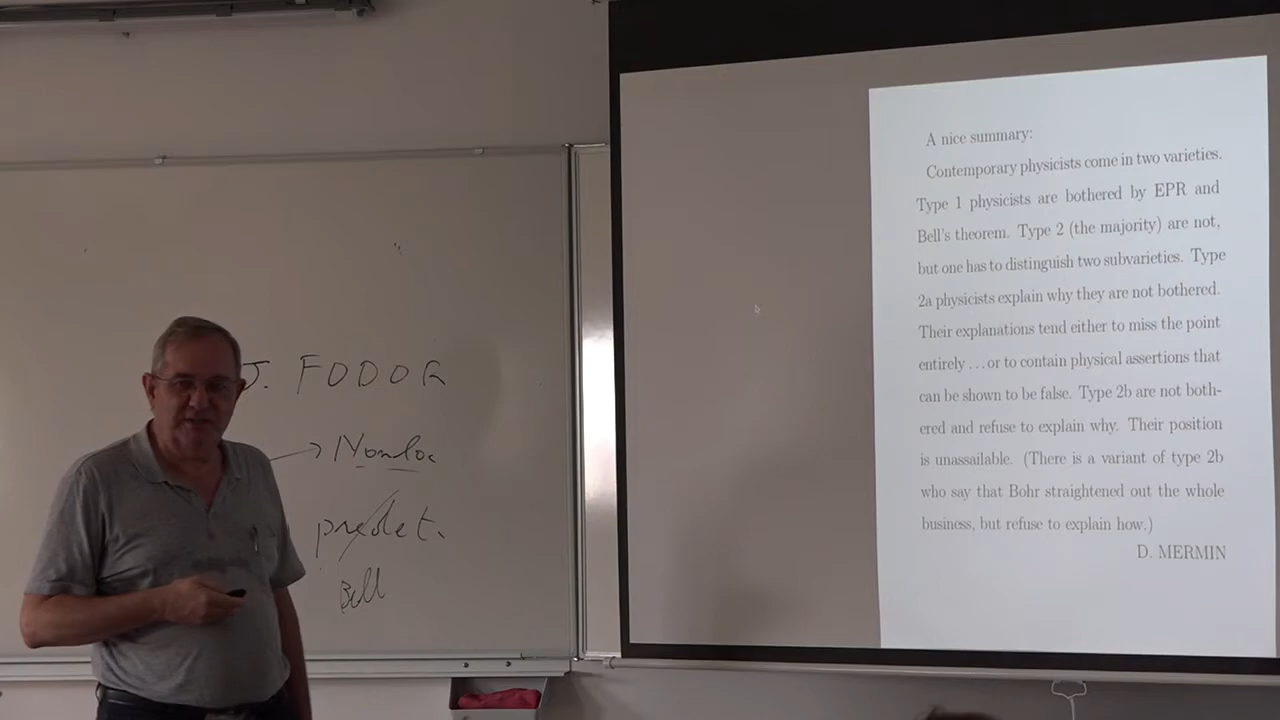 J. FODOR
→ Nonloc
predet.
Bell
A nice summary:
Contemporary physicists come in two varieties.
Type 1 physicists are bothered by EPR and
Bell's theorem. Type 2 (the majority) are not,
but one has to distinguish two subvarieties. Type
2a physicists explain why they are not bothered.
Their explanations tend either to miss the point
entirely ... or to contain physical assertions that
can be shown to be false. Type 2b are not both-
ered and refuse to explain why. Their position
is unassailable. (There is a variant of type 2b
who say that Bohr straightened out the whole
business, but refuse to explain how.)
D. MERMIN